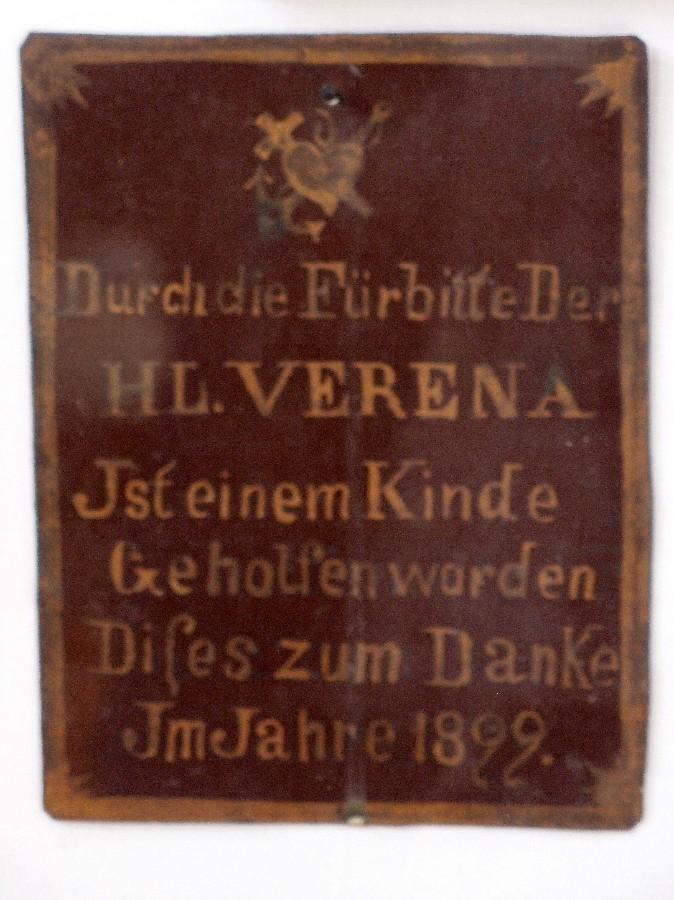 Durch die Fürbitte Der
HL. VERENA
Jst einem Kinde
Geholfen worden
Diſes zum Danke
Jm Jahre 1899.